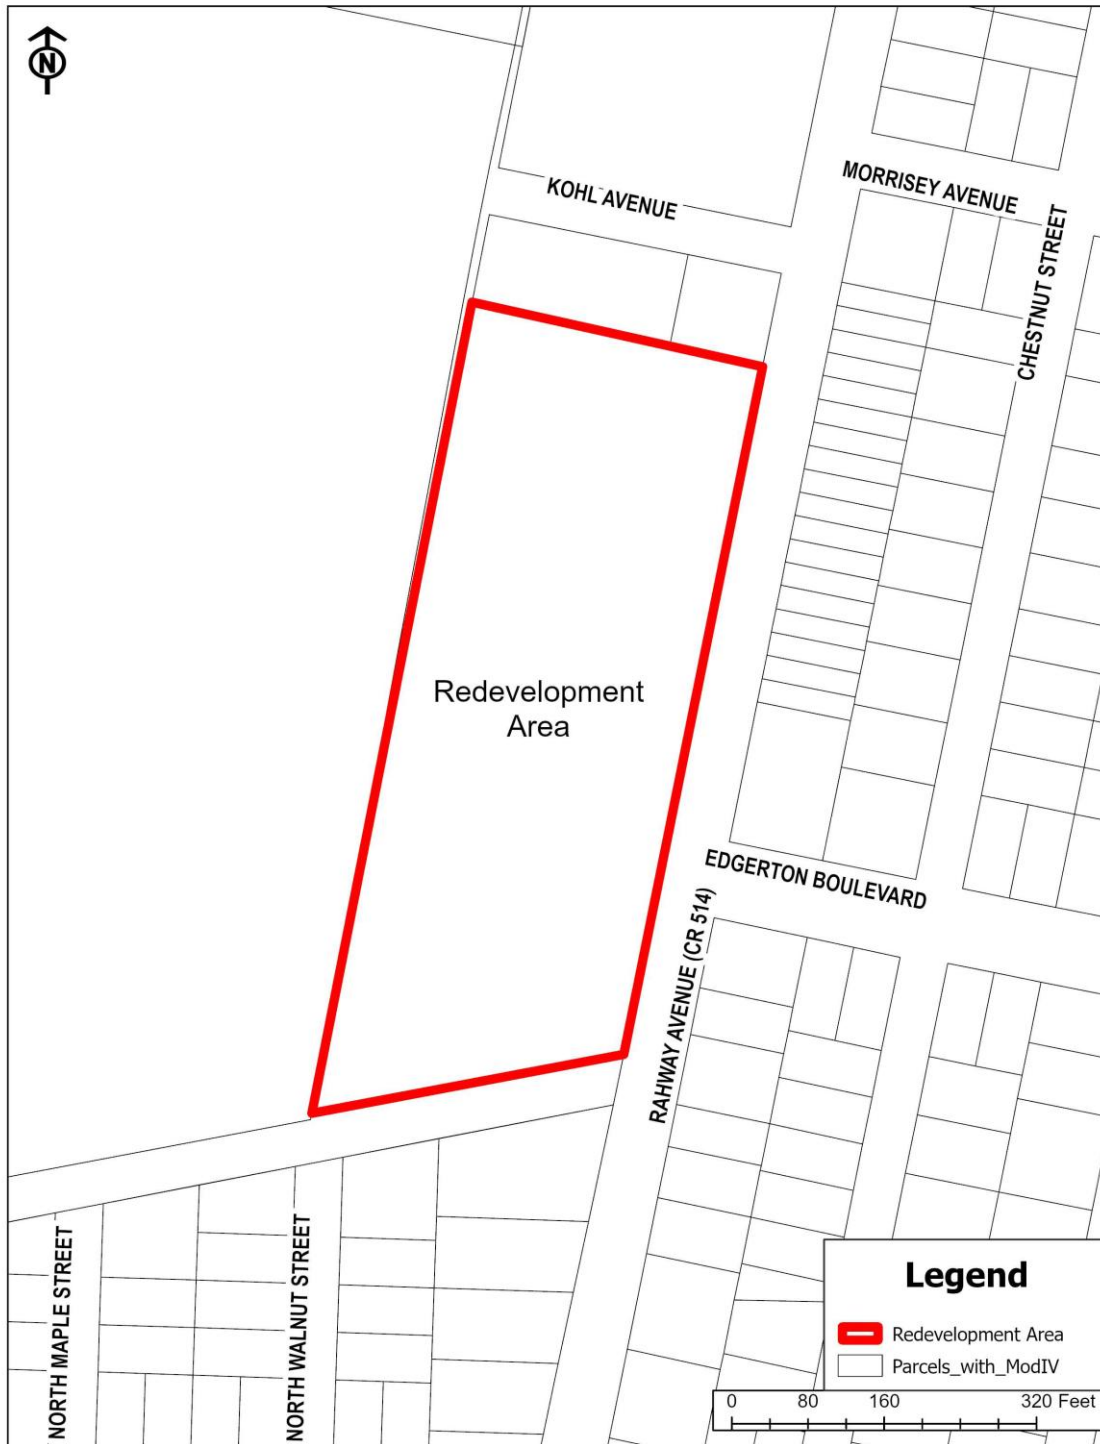 N
KOHL AVENUE
MORRISEY AVENUE
CHESTNUT STREET
Redevelopment
Area
EDGERTON BOULEVARD
RAHWAY AVENUE (CR 514)
NORTH MAPLE STREET
NORTH WALNUT STREET
Legend
Redevelopment Area
Parcels_with_ModIV
0 80 160 320 Feet